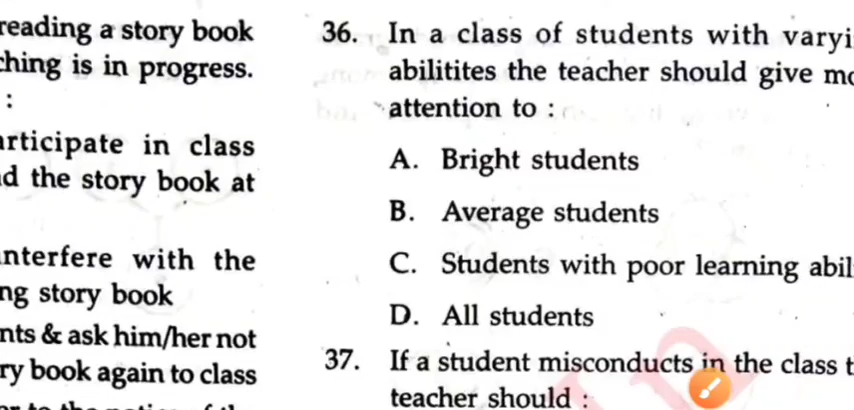 reading a story book
ching is in progress.
:
articipate in class
d the story book at
nterfere with the
ng story book
nts & ask him/her not
ry book again to class
36. In a class of students with varyi
abilitites the teacher should give mo
attention to :
A. Bright students
B. Average students
C. Students with poor learning abil
D. All students
37. If a student misconducts in the class t
teacher should :